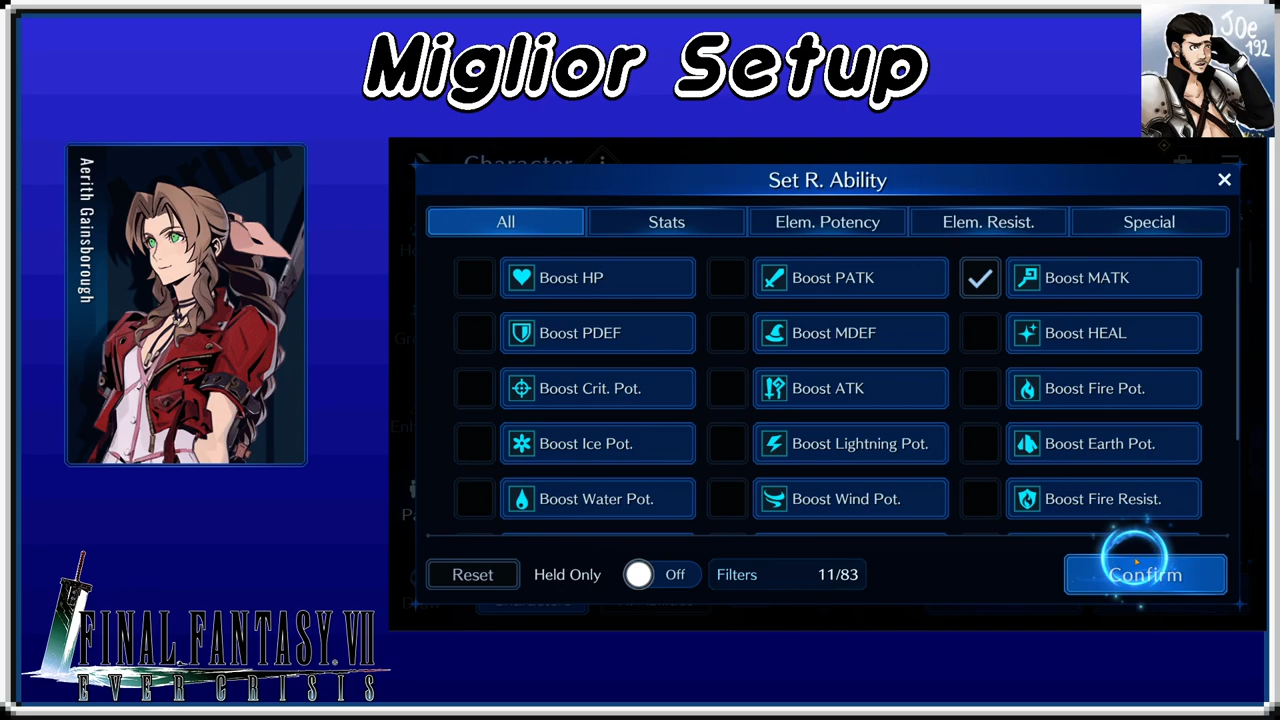 Miglior Setup
JOe
192
Aerith Gainsborough
Character
Set R. Ability
All
Stats
Elem. Potency
Elem. Resist.
Special
Boost HP
Boost PATK
Boost MATK
Boost PDEF
Boost MDEF
Boost HEAL
Boost Crit. Pot.
Boost ATK
Boost Fire Pot.
Boost Ice Pot.
Boost Lightning Pot.
Boost Earth Pot.
Boost Water Pot.
Boost Wind Pot.
Boost Fire Resist.
Reset
Held Only
Off
Filters
11/83
Confirm
FINAL FANTASY VII
EVER CRISIS